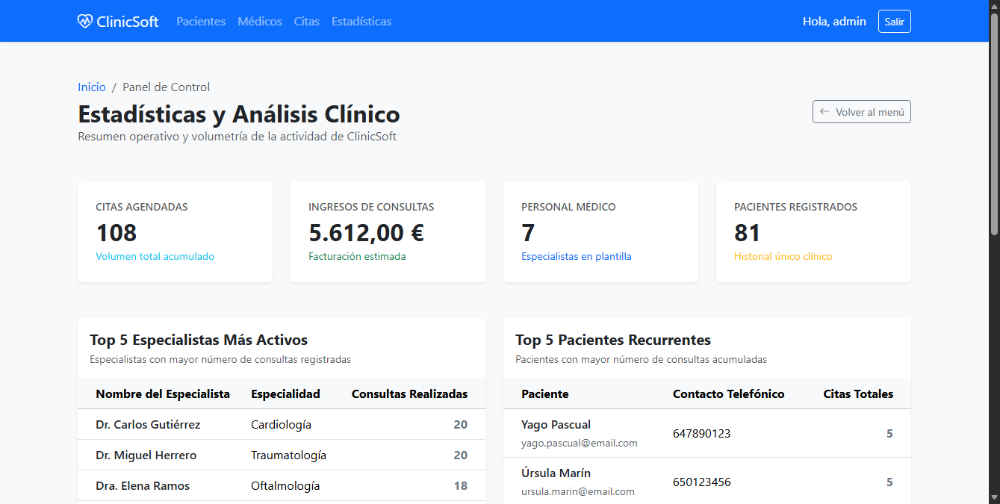 ClinicSoft Pacientes Médicos Citas Estadísticas Hola, admin Salir
Inicio / Panel de Control
Estadísticas y Análisis Clínico
Volver al menú
Resumen operativo y volumetría de la actividad de ClinicSoft
CITAS AGENDADAS
108
Volumen total acumulado
INGRESOS DE CONSULTAS
5.612,00 €
Facturación estimada
PERSONAL MÉDICO
7
Especialistas en plantilla
PACIENTES REGISTRADOS
81
Historial único clínico
Top 5 Especialistas Más Activos
Especialistas con mayor número de consultas registradas
Nombre del Especialista Especialidad Consultas Realizadas
Dr. Carlos Gutiérrez Cardiología 20
Dr. Miguel Herrero Traumatología 20
Dra. Elena Ramos Oftalmología 18
Top 5 Pacientes Recurrentes
Pacientes con mayor número de consultas acumuladas
Paciente Contacto Telefónico Citas Totales
Yago Pascual
yago.pascual@email.com
647890123 5
Úrsula Marín
ursula.marin@email.com
650123456 5